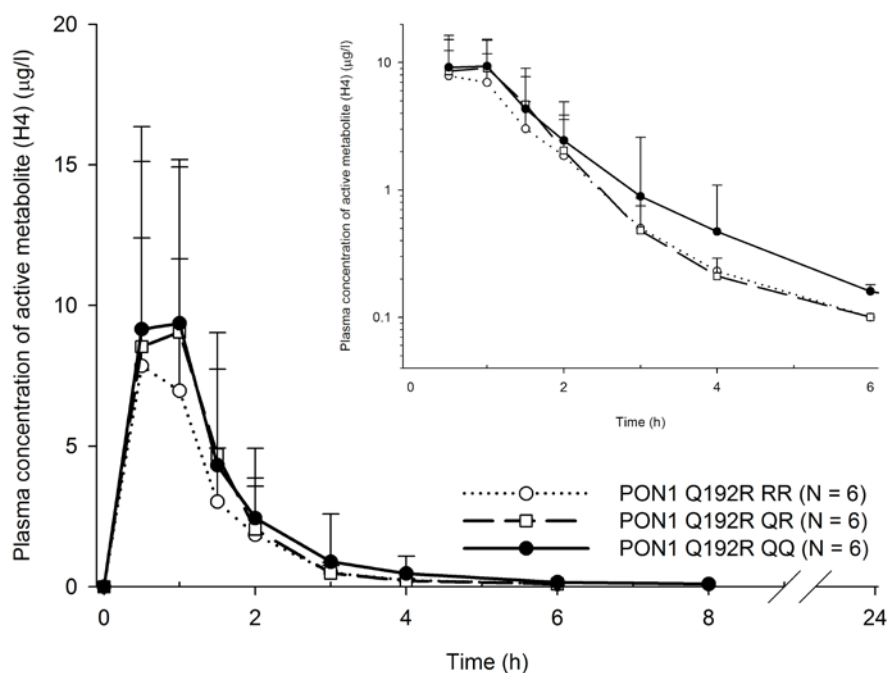 Plasma concentration of active metabolite (H4) (µg/l)
20
15
10
5
0
0
2
4
6
8
24
Time (h)
Plasma concentration of active metabolite (H4) (µg/l)
10
1
0.1
0
2
4
6
Time (h)
PON1 Q192R RR (N = 6)
PON1 Q192R QR (N = 6)
PON1 Q192R QQ (N = 6)